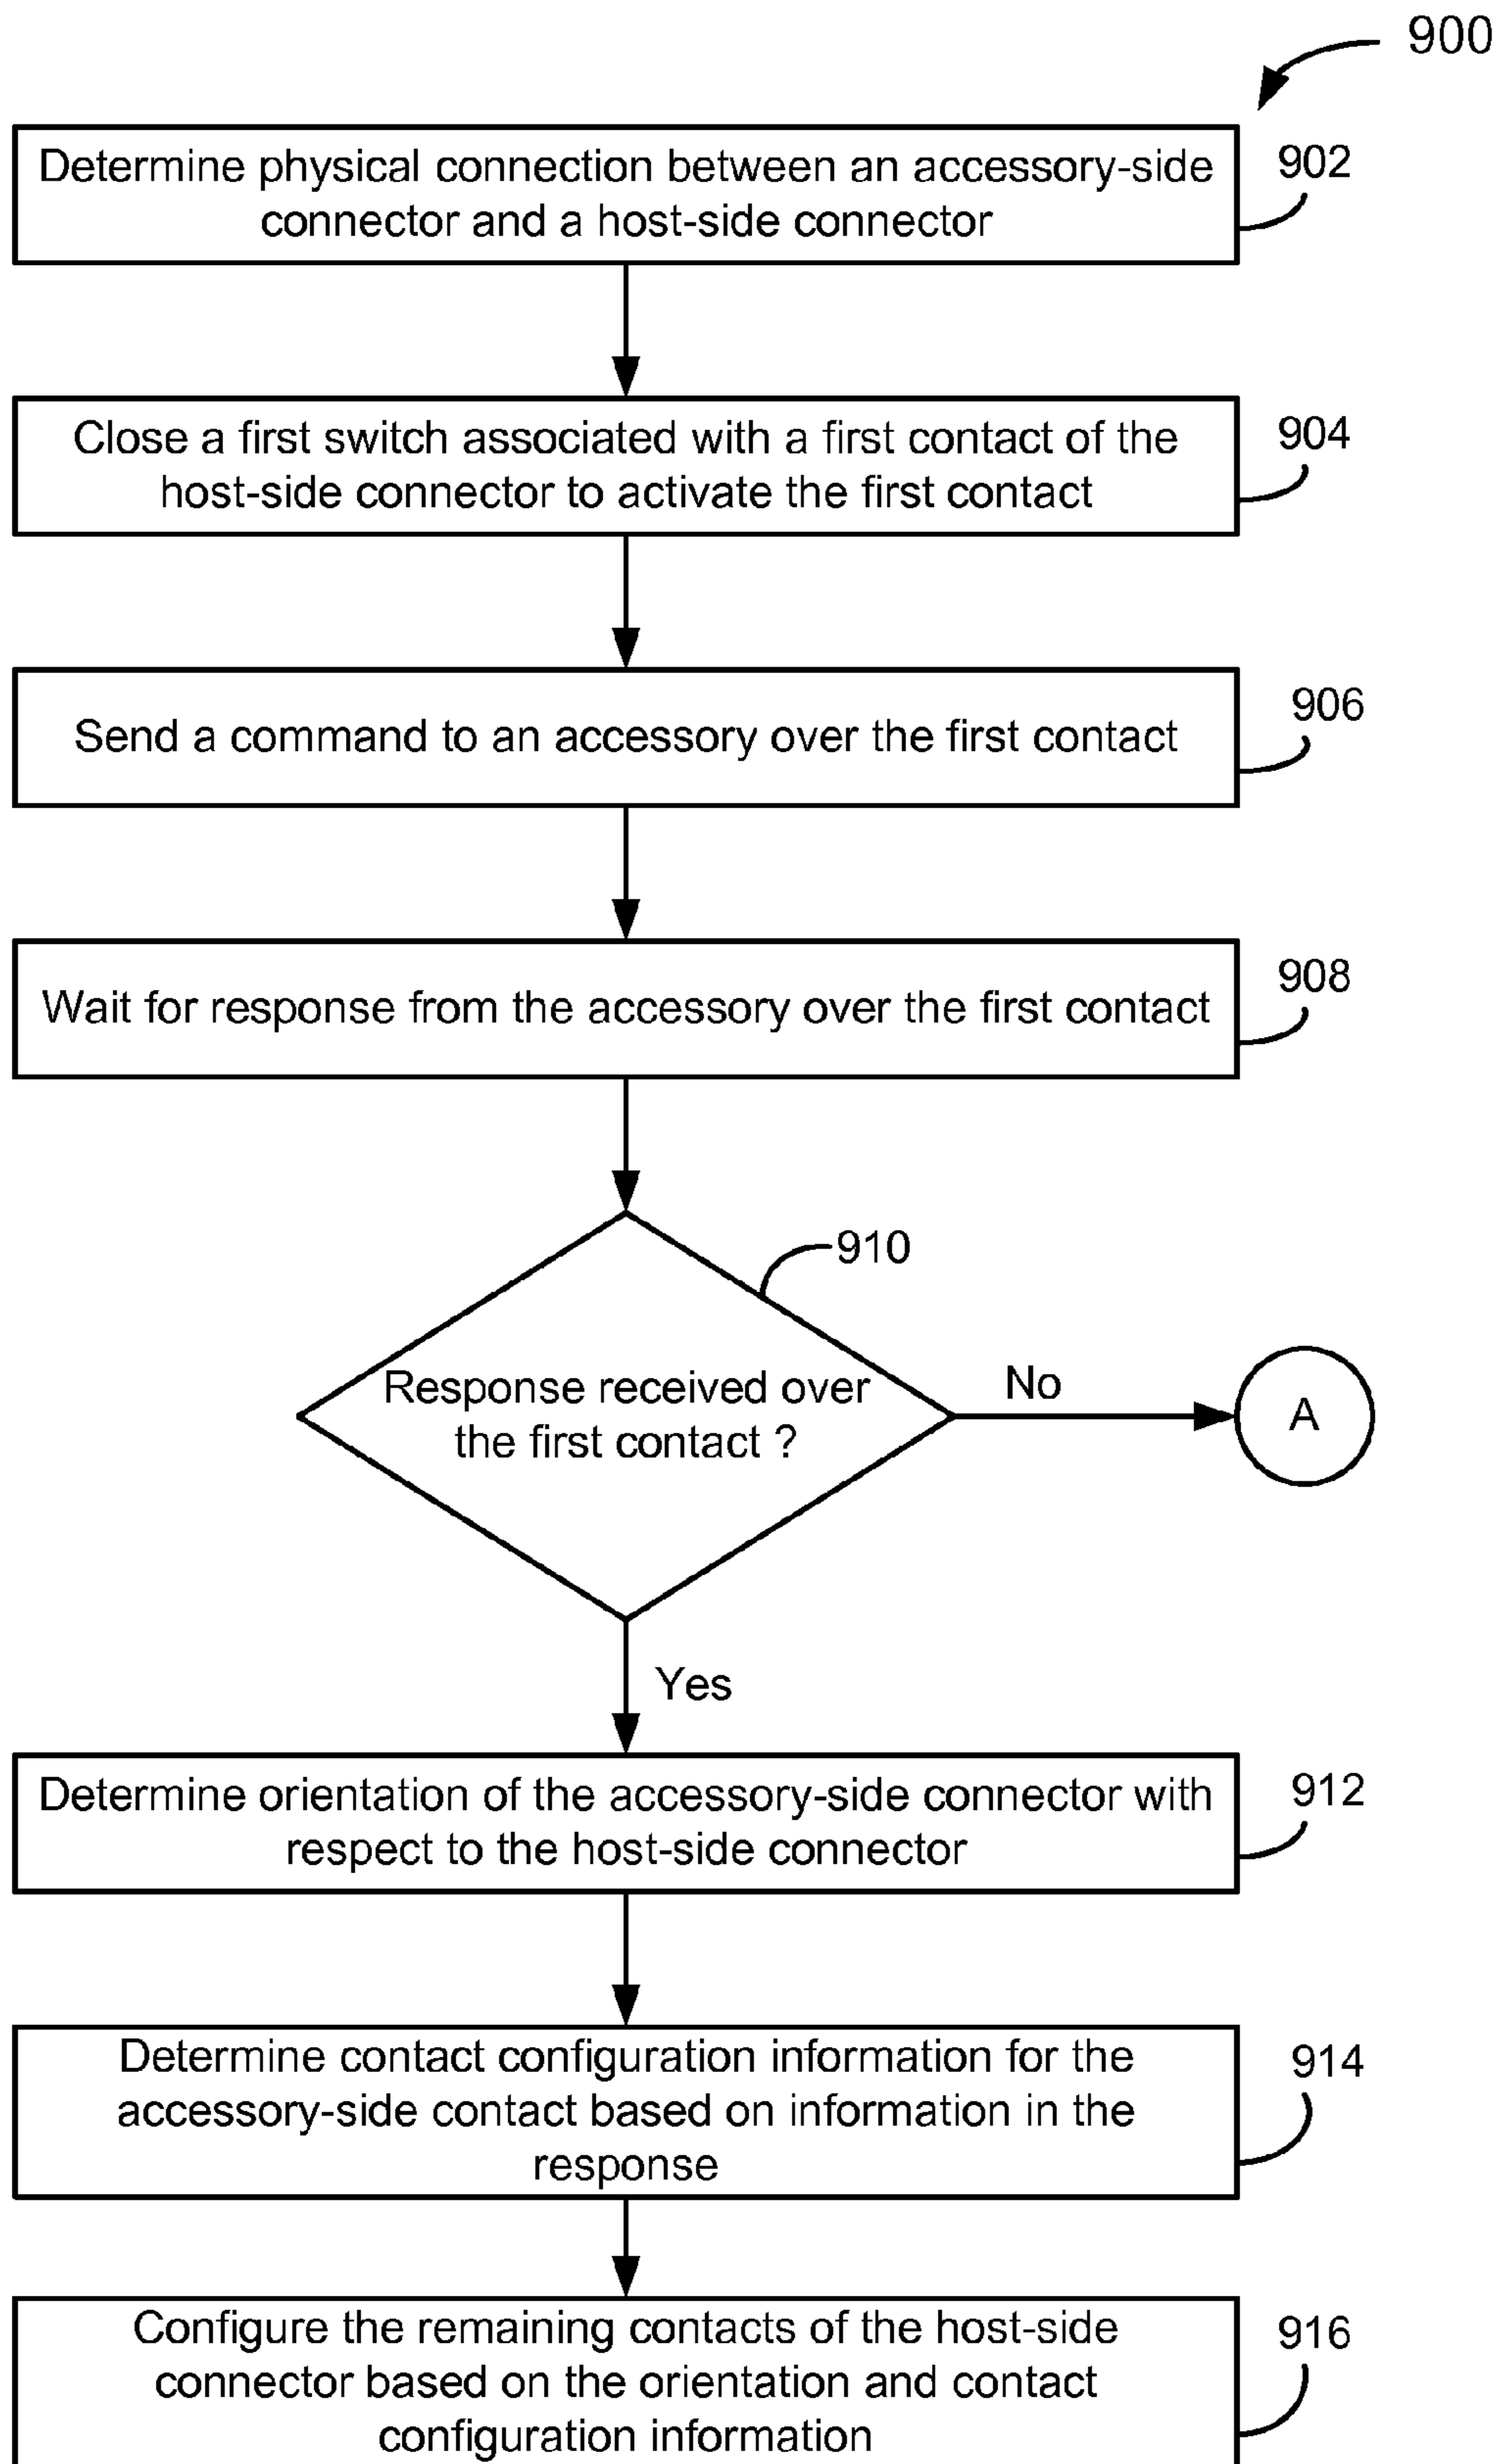 900
Determine physical connection between an accessory-side
connector and a host-side connector
902
Close a first switch associated with a first contact of the
host-side connector to activate the first contact
904
Send a command to an accessory over the first contact
906
Wait for response from the accessory over the first contact
908
910
Response received over
the first contact ?
No
A
Yes
Determine orientation of the accessory-side connector with
respect to the host-side connector
912
Determine contact configuration information for the
accessory-side contact based on information in the
response
914
Configure the remaining contacts of the host-side
connector based on the orientation and contact
configuration information
916